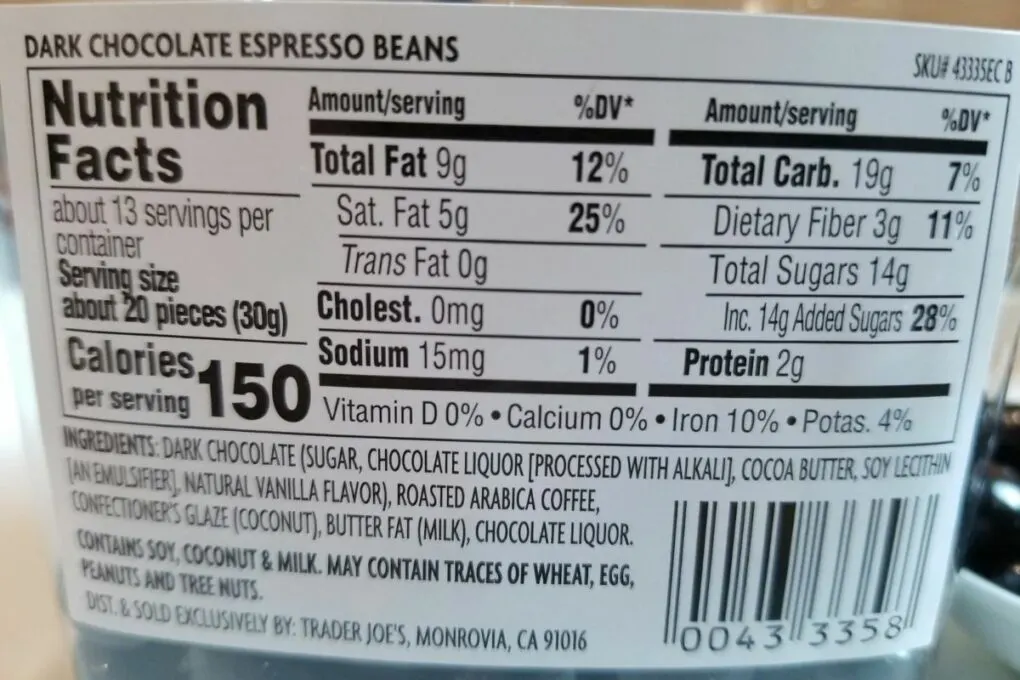 DARK CHOCOLATE ESPRESSO BEANS
SKU# 43335EC B
Nutrition
Facts
about 13 servings per
container
Serving size
about 20 pieces (30g)
Calories
per serving 150
Amount/serving %DV*
Total Fat 9g 12%
Sat. Fat 5g 25%
Trans Fat 0g
Cholest. 0mg 0%
Sodium 15mg 1%
Amount/serving %DV*
Total Carb. 19g 7%
Dietary Fiber 3g 11%
Total Sugars 14g
Inc. 14g Added Sugars 28%
Protein 2g
Vitamin D 0% • Calcium 0% • Iron 10% • Potas. 4%
INGREDIENTS: DARK CHOCOLATE (SUGAR, CHOCOLATE LIQUOR [PROCESSED WITH ALKALI], COCOA BUTTER, SOY LECITHIN
[AN EMULSIFIER], NATURAL VANILLA FLAVOR), ROASTED ARABICA COFFEE,
CONFECTIONER'S GLAZE (COCONUT), BUTTER FAT (MILK), CHOCOLATE LIQUOR.
CONTAINS SOY, COCONUT & MILK. MAY CONTAIN TRACES OF WHEAT, EGG,
PEANUTS AND TREE NUTS.
DIST. & SOLD EXCLUSIVELY BY: TRADER JOE'S, MONROVIA, CA 91016
0043 3358